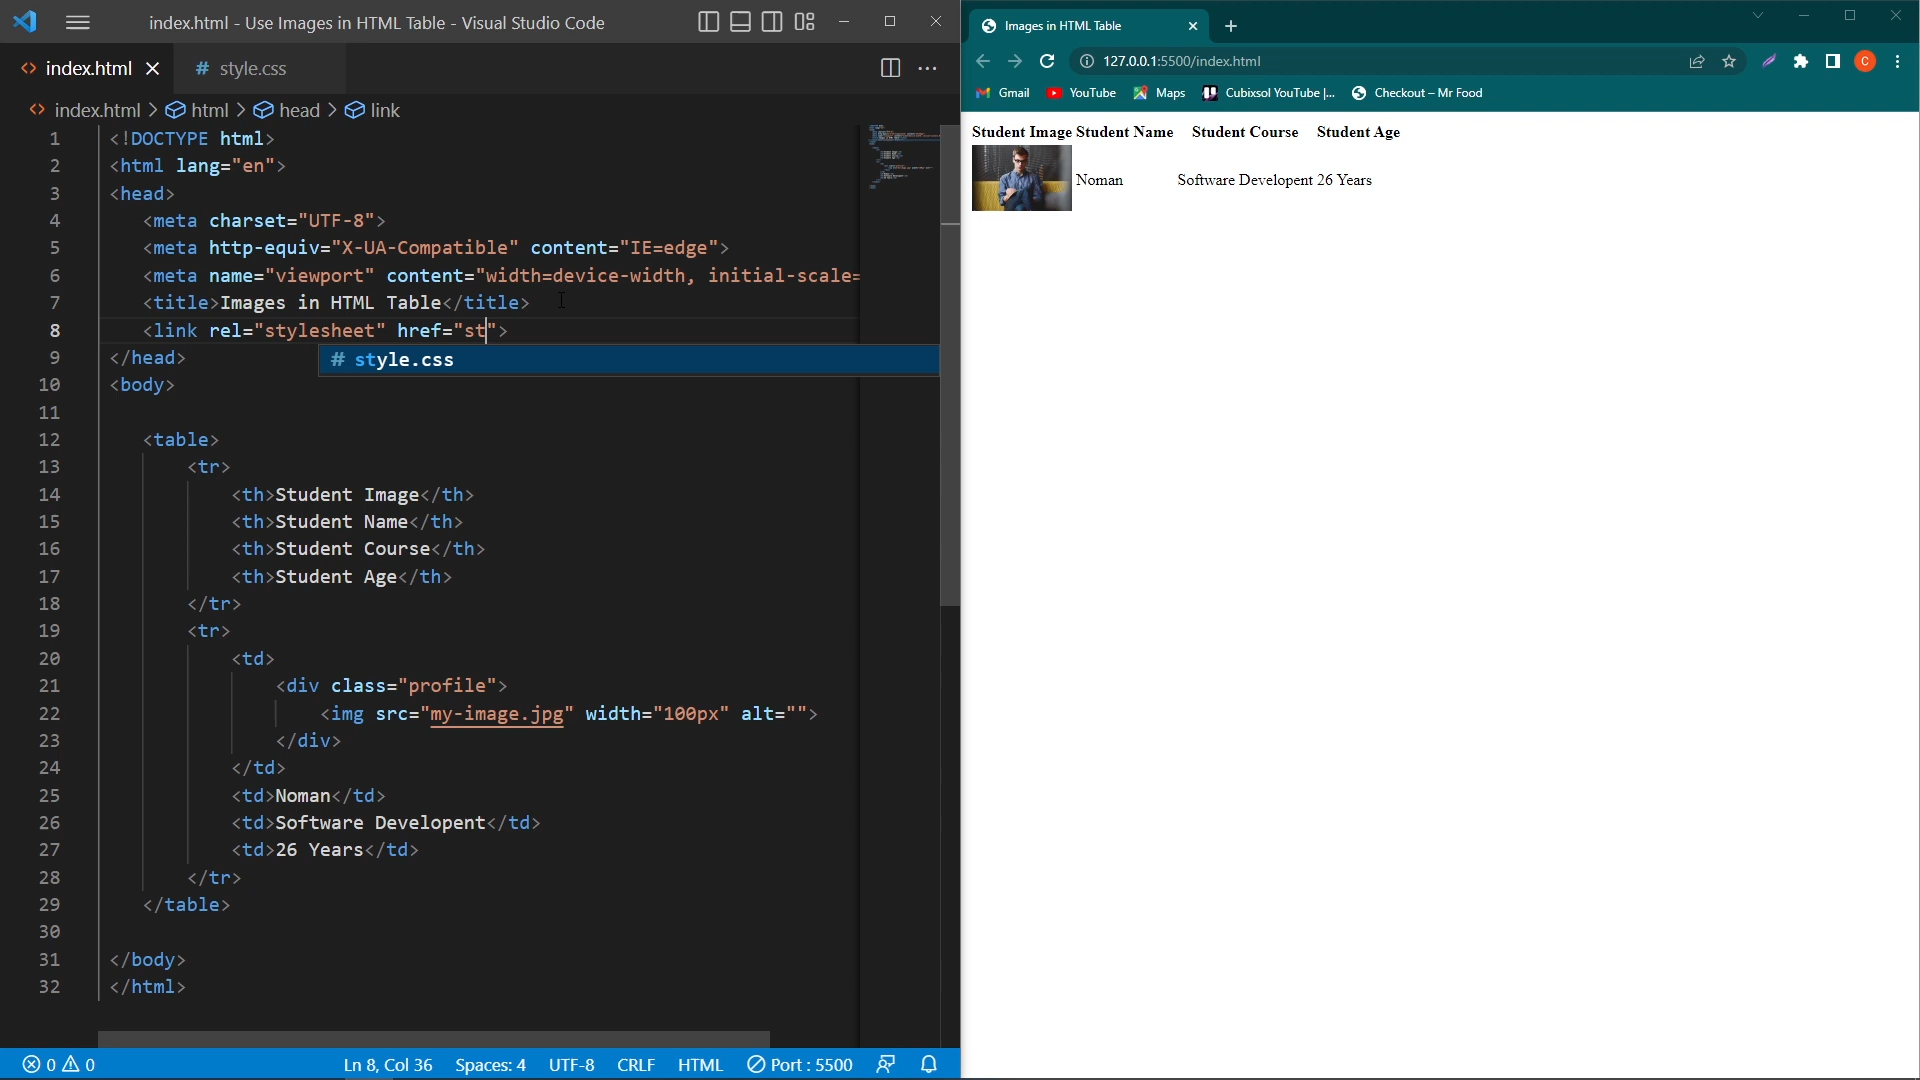 index.html - Use Images in HTML Table - Visual Studio Code
index.html
# style.css
index.html > html > head > link
1 <!DOCTYPE html>
2 <html lang="en">
3 <head>
4 <meta charset="UTF-8">
5 <meta http-equiv="X-UA-Compatible" content="IE=edge">
6 <meta name="viewport" content="width=device-width, initial-scale=
7 <title>Images in HTML Table</title>
8 <link rel="stylesheet" href="st">
# style.css
9 </head>
10 <body>
11
12 <table>
13 <tr>
14 <th>Student Image</th>
15 <th>Student Name</th>
16 <th>Student Course</th>
17 <th>Student Age</th>
18 </tr>
19 <tr>
20 <td>
21 <div class="profile">
22 <img src="my-image.jpg" width="100px" alt="">
23 </div>
24 </td>
25 <td>Noman</td>
26 <td>Software Developent</td>
27 <td>26 Years</td>
28 </tr>
29 </table>
30
31 </body>
32 </html>
0 0 Ln 8, Col 36 Spaces: 4 UTF-8 CRLF HTML Port : 5500
Images in HTML Table
127.0.0.1:5500/index.html
C
Gmail YouTube Maps Cubixsol YouTube |... Checkout – Mr Food
Student Image Student Name Student Course Student Age
Noman Software Developent 26 Years